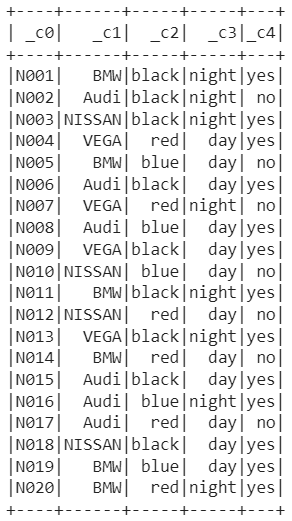 +----+------+-----+-----+---+
| _c0|   _c1|  _c2|  _c3|_c4|
+----+------+-----+-----+---+
|N001|   BMW|black|night|yes|
|N002|  Audi|black|night| no|
|N003|NISSAN|black|night|yes|
|N004|  VEGA|  red|  day|yes|
|N005|   BMW| blue|  day| no|
|N006|  Audi|black|  day|yes|
|N007|  VEGA|  red|night| no|
|N008|  Audi| blue|  day|yes|
|N009|  VEGA|black|  day|yes|
|N010|NISSAN| blue|  day| no|
|N011|   BMW|black|night|yes|
|N012|NISSAN|  red|  day| no|
|N013|  VEGA|black|night|yes|
|N014|   BMW|  red|  day| no|
|N015|  Audi|black|  day|yes|
|N016|  Audi| blue|night|yes|
|N017|  Audi|  red|  day| no|
|N018|NISSAN|black|  day|yes|
|N019|   BMW| blue|  day|yes|
|N020|   BMW|  red|night|yes|
+----+------+-----+-----+---+